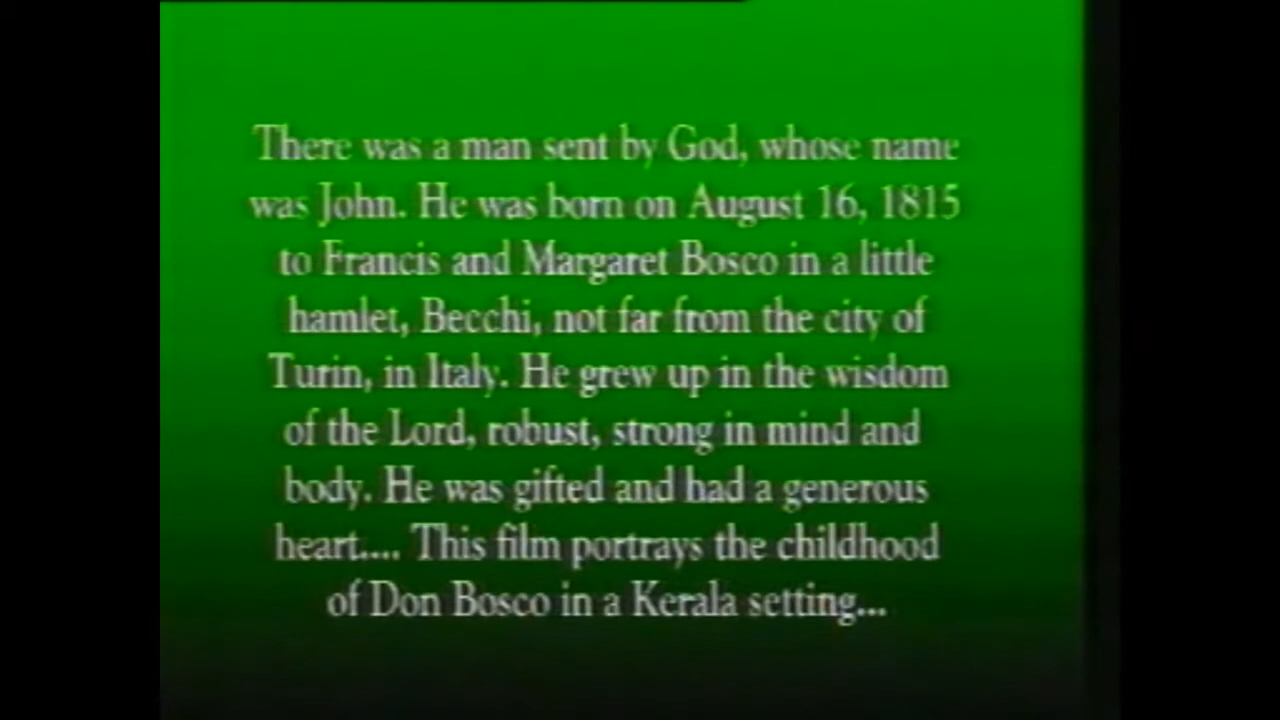 There was a man sent by God, whose name
was John. He was born on August 16, 1815
to Francis and Margaret Bosco in a little
hamlet, Becchi, not far from the city of
Turin, in Italy. He grew up in the wisdom
of the Lord, robust, strong in mind and
body. He was gifted and had a generous
heart.... This film portrays the childhood
of Don Bosco in a Kerala setting...